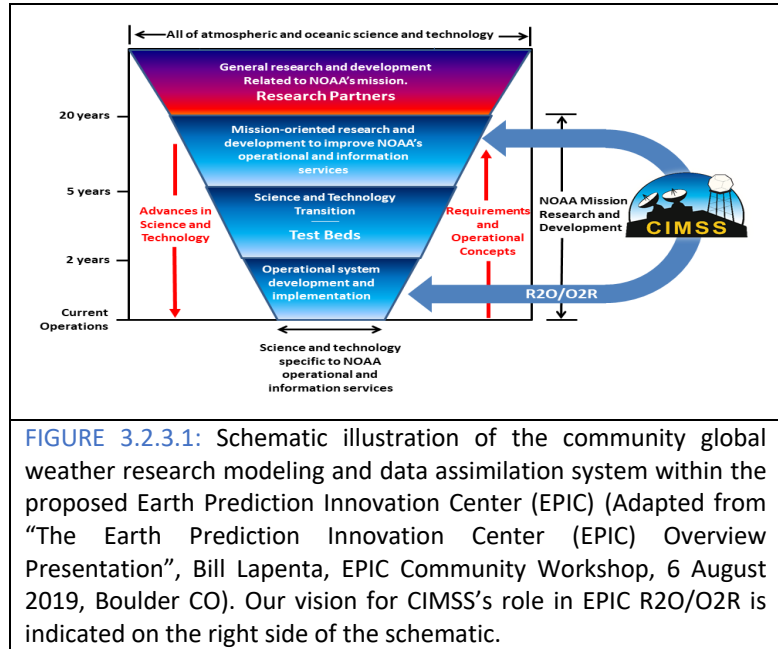 All of atmospheric and oceanic science and technology
General research and development
Related to NOAA's mission.
Research Partners
20 years
Mission-oriented research and
development to improve NOAA's
operational and information
services
5 years
Science and Technology
Transition
Test Beds
Advances in
Science and
Technology
Requirements
and
Operational
Concepts
NOAA Mission
Research and
Development
CIMSS
2 years
Operational system
development and
implementation
R2O/O2R
Current
Operations
Science and technology
specific to NOAA
operational and
information services
FIGURE 3.2.3.1: Schematic illustration of the community global
weather research modeling and data assimilation system within the
proposed Earth Prediction Innovation Center (EPIC) (Adapted from
“The Earth Prediction Innovation Center (EPIC) Overview
Presentation”, Bill Lapenta, EPIC Community Workshop, 6 August
2019, Boulder CO). Our vision for CIMSS’s role in EPIC R2O/O2R is
indicated on the right side of the schematic.